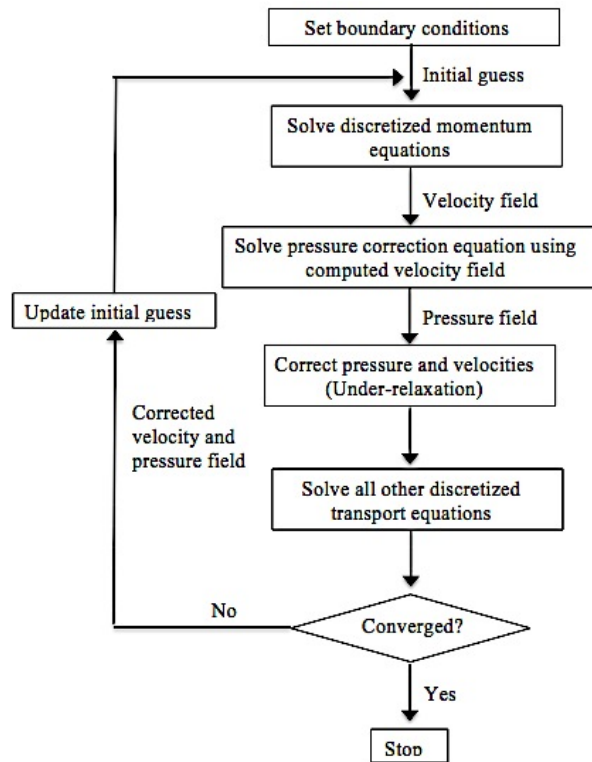 Set boundary conditions
Initial guess
Solve discretized momentum
equations
Velocity field
Solve pressure correction equation using
computed velocity field
Update initial guess
Pressure field
Correct pressure and velocities
(Under-relaxation)
Corrected
velocity and
pressure field
Solve all other discretized
transport equations
No
Converged?
Yes
Stop